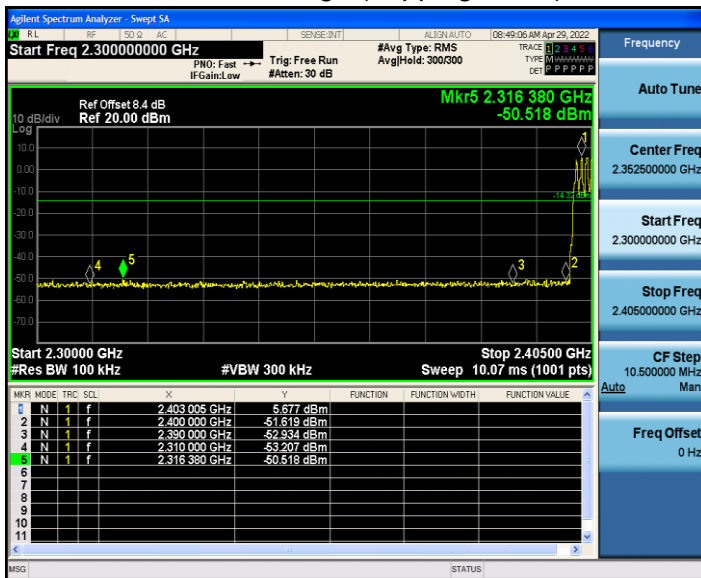 Agilent Spectrum Analyzer - Swept SA
RL RF 50 Ω AC SENSE:INT ALIGN AUTO 08:49:06 AM Apr 29, 2022
Start Freq 2.300000000 GHz
PNO: Fast
IFGain:Low
Trig: Free Run
#Atten: 30 dB
#Avg Type: RMS
Avg|Hold: 300/300
TRACE 1 2 3 4 5 6
TYPE M
DET P P P P P P
Ref Offset 8.4 dB
10 dB/div Ref 20.00 dBm
Log
Mkr5 2.316 380 GHz
-50.518 dBm
10.0
0.00
-10.0
-20.0
-30.0
-40.0
-50.0
-60.0
-70.0
-14.32 dBm
1
2
3
4
5
Start 2.30000 GHz Stop 2.40500 GHz
#Res BW 100 kHz #VBW 300 kHz Sweep 10.07 ms (1001 pts)
MKR MODE TRC SCL X Y FUNCTION FUNCTION WIDTH FUNCTION VALUE
1 N 1 f 2.403 005 GHz 5.677 dBm
2 N 1 f 2.400 000 GHz -51.619 dBm
3 N 1 f 2.390 000 GHz -52.934 dBm
4 N 1 f 2.310 000 GHz -53.207 dBm
5 N 1 f 2.316 380 GHz -50.518 dBm
6
7
8
9
10
11
MSG STATUS
Frequency
Auto Tune
Center Freq
2.352500000 GHz
Start Freq
2.300000000 GHz
Stop Freq
2.405000000 GHz
CF Step
10.500000 MHz
Auto Man
Freq Offset
0 Hz